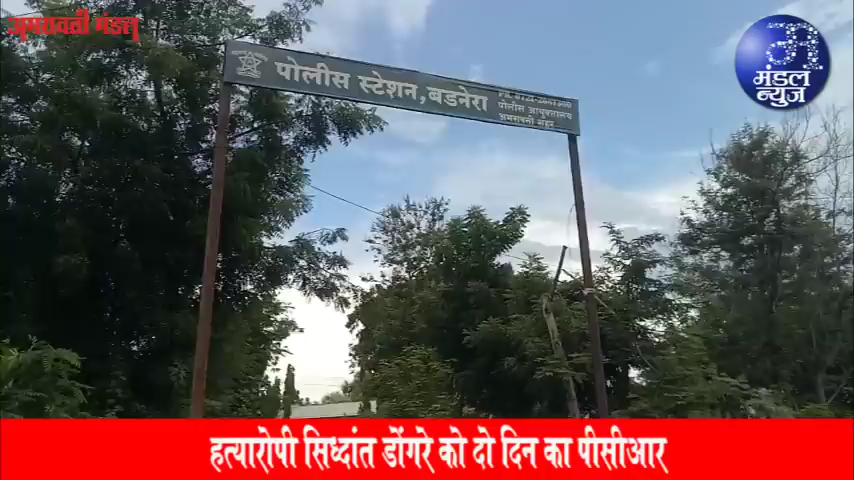 अमरावती मंडल
मंडल
न्यूज
पोलीस स्टेशन, बडनेरा
पोलीस आयुक्तालय
अमरावती शहर
हत्यारोपी सिध्दांत डोंगरे को दो दिन का पीसीआर